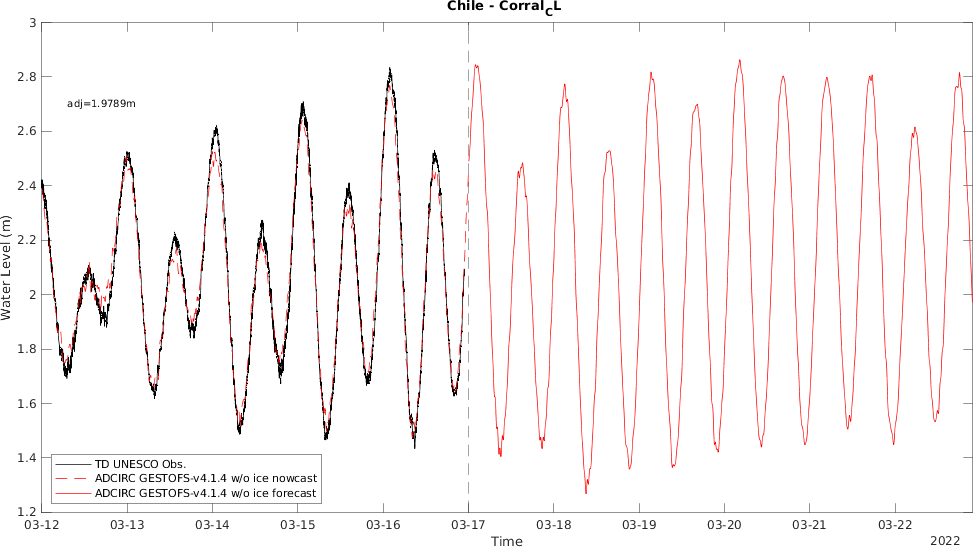 Chile - Corral_CL
3
2.8
2.6
2.4
2.2
2
1.8
1.6
1.4
1.2
Water Level (m)
adj=1.9789m
TD UNESCO Obs.
ADCIRC GESTOFS-v4.1.4 w/o ice nowcast
ADCIRC GESTOFS-v4.1.4 w/o ice forecast
03-12 03-13 03-14 03-15 03-16 03-17 03-18 03-19 03-20 03-21 03-22
Time
2022